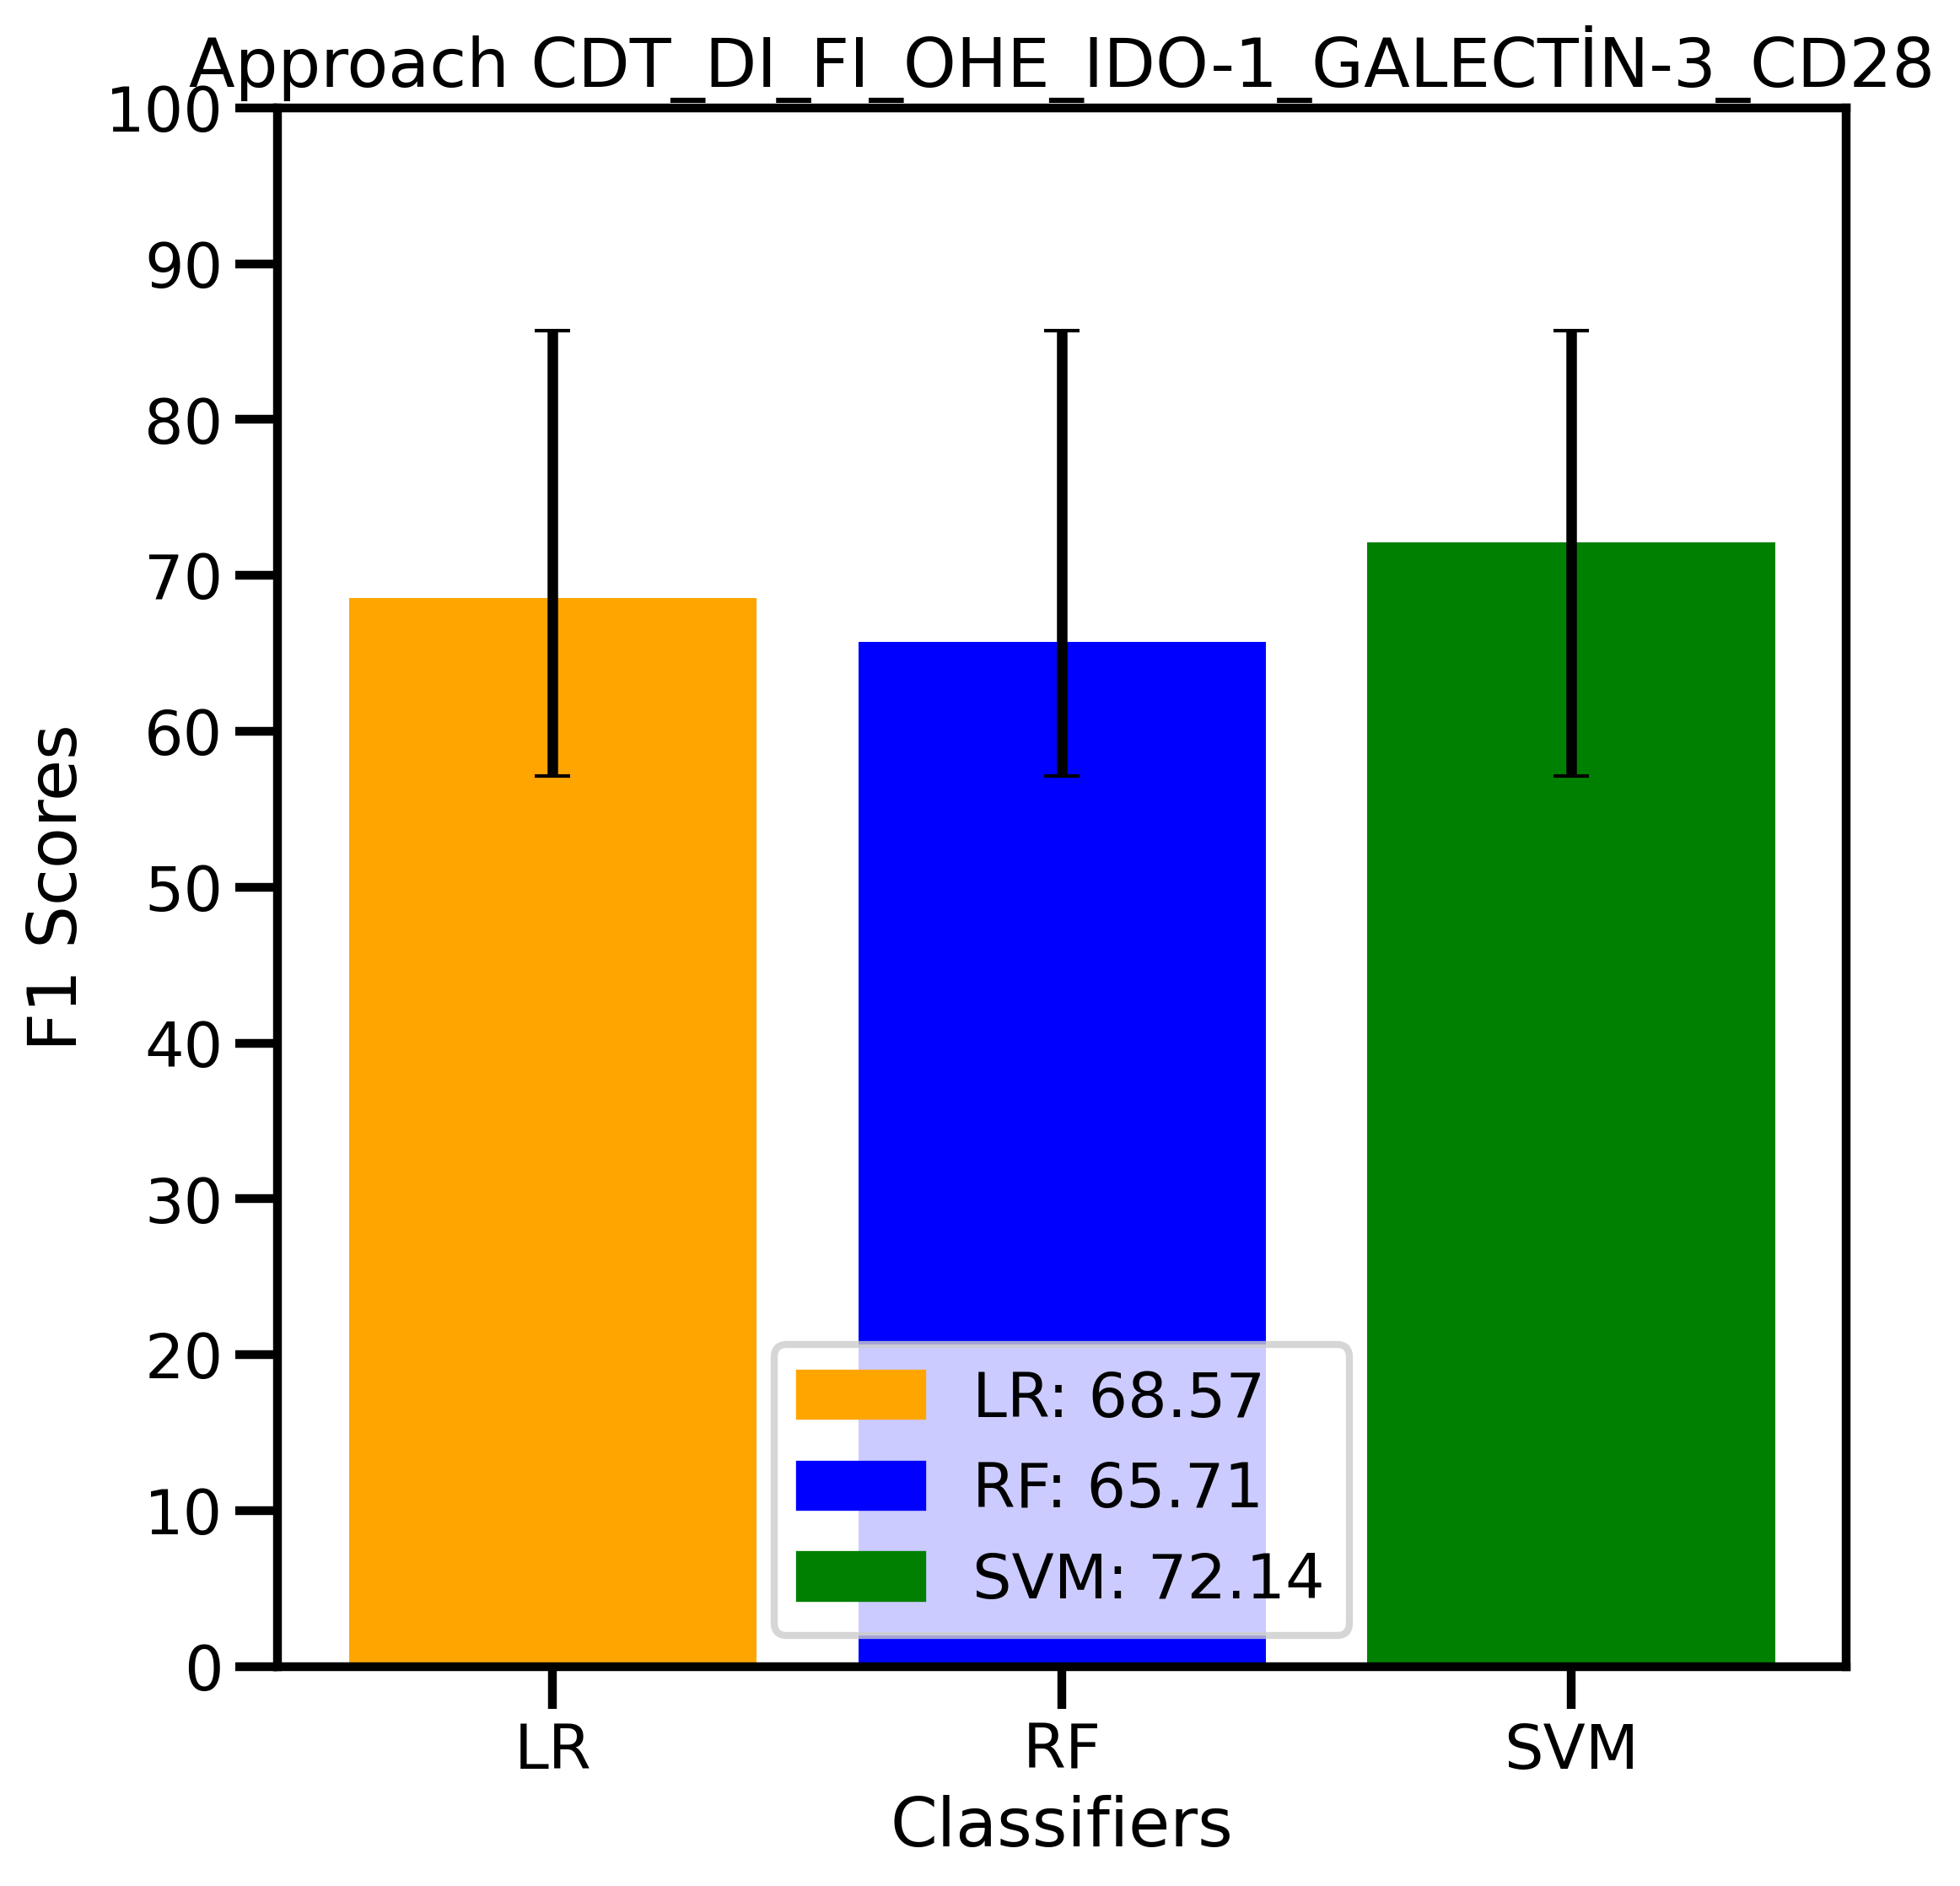 Approach CDT_DI_FI_OHE_IDO-1_GALECTİN-3_CD28
100
90
80
70
60
50
40
30
20
10
0
F1 Scores
LR: 68.57
RF: 65.71
SVM: 72.14
LR
RF
SVM
Classifiers